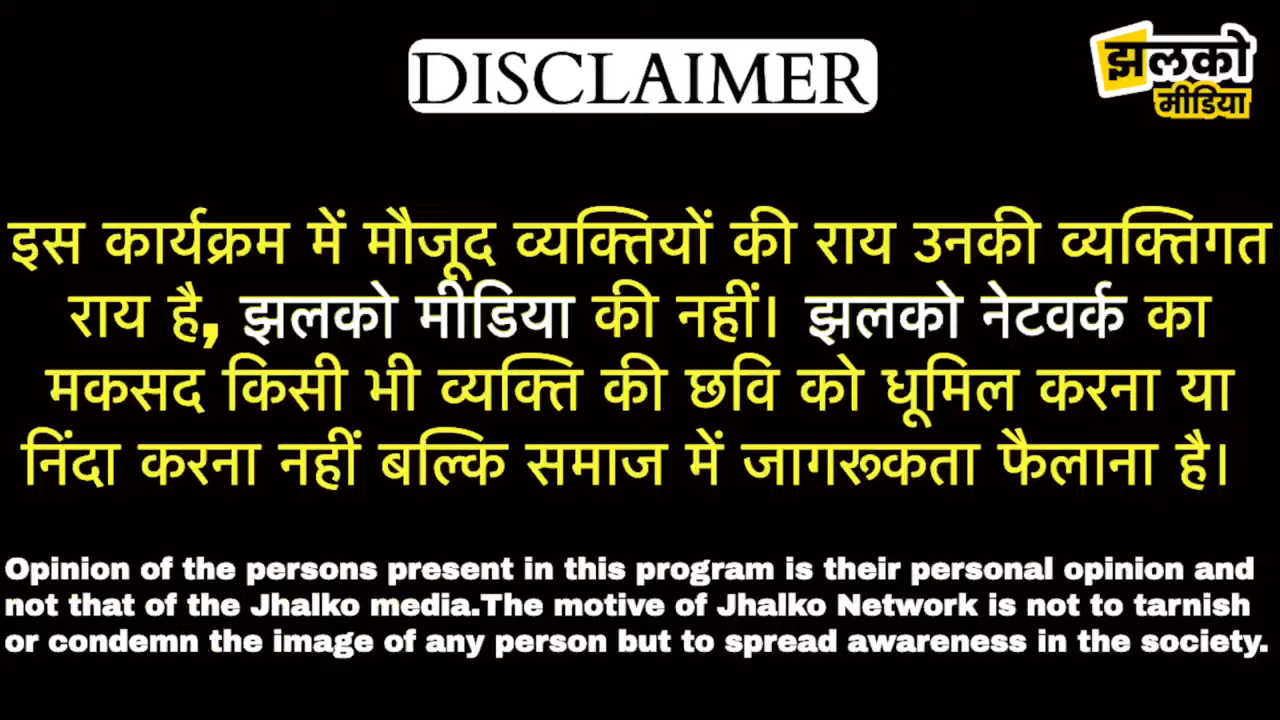 DISCLAIMER
झलको
मीडिया
इस कार्यक्रम में मौजूद व्यक्तियों की राय उनकी व्यक्तिगत
राय है, झलको मीडिया की नहीं। झलको नेटवर्क का
मकसद किसी भी व्यक्ति की छवि को धूमिल करना या
निंदा करना नहीं बल्कि समाज में जागरूकता फैलाना है।
Opinion of the persons present in this program is their personal opinion and
not that of the Jhalko media.The motive of Jhalko Network is not to tarnish
or condemn the image of any person but to spread awareness in the society.